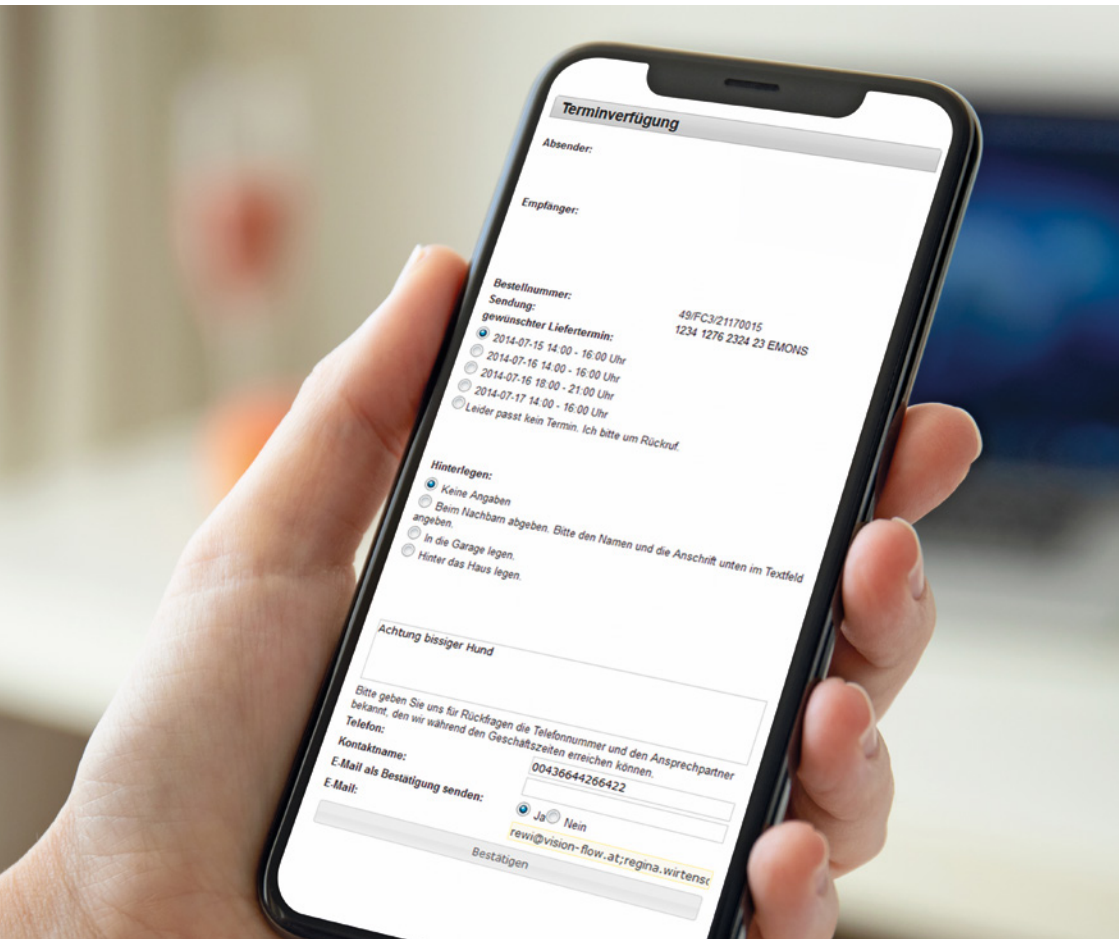 Terminverfügung
Absender:
Empfänger:
Bestellnummer: 49/FC3/21170015
Sendung: 1234 1276 2324 23 EMONS
gewünschter Liefertermin:
2014-07-15 14:00 - 16:00 Uhr
2014-07-16 14:00 - 16:00 Uhr
2014-07-16 18:00 - 21:00 Uhr
2014-07-17 14:00 - 16:00 Uhr
Leider passt kein Termin. Ich bitte um Rückruf.
Hinterlegen:
Keine Angaben
Beim Nachbarn abgeben. Bitte den Namen und die Anschrift unten im Textfeld
angeben.
In die Garage legen.
Hinter das Haus legen.
Achtung bissiger Hund
Bitte geben Sie uns für Rückfragen die Telefonnummer und den Ansprechpartner
bekannt, den wir während den Geschäftszeiten erreichen können.
Telefon: 00436644266422
Kontaktname:
E-Mail als Bestätigung senden: Ja Nein
E-Mail: rewi@vision-flow.at;regina.wirtensc
Bestätigen